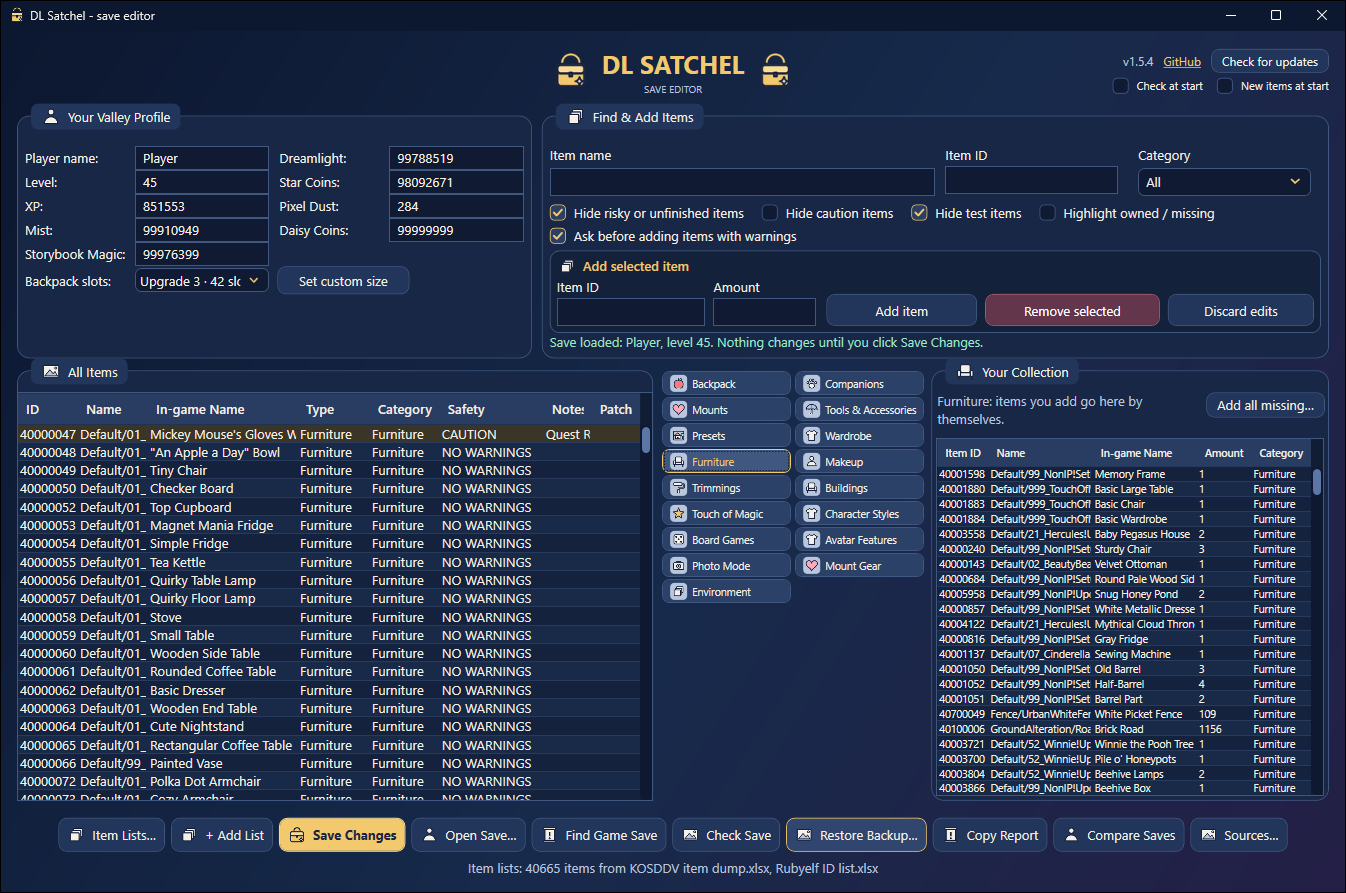 DL Satchel - save editor
DL SATCHEL
SAVE EDITOR
v1.5.4 GitHub Check for updates
Check at start New items at start
Your Valley Profile
Player name: Player Dreamlight: 99788519
Level: 45 Star Coins: 98092671
XP: 851553 Pixel Dust: 284
Mist: 99910949 Daisy Coins: 99999999
Storybook Magic: 99976399
Backpack slots: Upgrade 3 · 42 slo Set custom size
Find & Add Items
Item name Item ID Category
All
Hide risky or unfinished items Hide caution items Hide test items Highlight owned / missing
Ask before adding items with warnings
Add selected item
Item ID Amount
Add item Remove selected Discard edits
Save loaded: Player, level 45. Nothing changes until you click Save Changes.
All Items
ID Name In-game Name Type Category Safety Notes Patch
40000047 Default/01_ Mickey Mouse's Gloves W Furniture Furniture CAUTION Quest R
40000048 Default/01_ "An Apple a Day" Bowl Furniture Furniture NO WARNINGS
40000049 Default/01_ Tiny Chair Furniture Furniture NO WARNINGS
40000050 Default/01_ Checker Board Furniture Furniture NO WARNINGS
40000052 Default/01_ Top Cupboard Furniture Furniture NO WARNINGS
40000053 Default/01_ Magnet Mania Fridge Furniture Furniture NO WARNINGS
40000054 Default/01_ Simple Fridge Furniture Furniture NO WARNINGS
40000055 Default/01_ Tea Kettle Furniture Furniture NO WARNINGS
40000056 Default/01_ Quirky Table Lamp Furniture Furniture NO WARNINGS
40000057 Default/01_ Quirky Floor Lamp Furniture Furniture NO WARNINGS
40000058 Default/01_ Stove Furniture Furniture NO WARNINGS
40000059 Default/01_ Small Table Furniture Furniture NO WARNINGS
40000060 Default/01_ Wooden Side Table Furniture Furniture NO WARNINGS
40000061 Default/01_ Rounded Coffee Table Furniture Furniture NO WARNINGS
40000062 Default/01_ Basic Dresser Furniture Furniture NO WARNINGS
40000063 Default/01_ Wooden End Table Furniture Furniture NO WARNINGS
40000064 Default/01_ Cute Nightstand Furniture Furniture NO WARNINGS
40000065 Default/01_ Rectangular Coffee Table Furniture Furniture NO WARNINGS
40000066 Default/99_ Painted Vase Furniture Furniture NO WARNINGS
40000072 Default/01_ Polka Dot Armchair Furniture Furniture NO WARNINGS
40000073 Default/01_ Cozy Armchair Furniture Furniture NO WARNINGS
Backpack Companions
Mounts Tools & Accessories
Presets Wardrobe
Furniture Makeup
Trimmings Buildings
Touch of Magic Character Styles
Board Games Avatar Features
Photo Mode Mount Gear
Environment
Your Collection
Furniture: items you add go here by
themselves.
Add all missing...
Item ID Name In-game Name Amount Category
40001598 Default/99_NonIP!Set Memory Frame 1 Furniture
40001880 Default/999_TouchOfM Basic Large Table 1 Furniture
40001883 Default/999_TouchOfM Basic Chair 1 Furniture
40001884 Default/999_TouchOfM Basic Wardrobe 1 Furniture
40003558 Default/21_Hercules!U Baby Pegasus House 2 Furniture
40000240 Default/99_NonIP!Set Sturdy Chair 3 Furniture
40000143 Default/02_BeautyBea Velvet Ottoman 1 Furniture
40000684 Default/99_NonIP!Set Round Pale Wood Sid 1 Furniture
40005958 Default/99_NonIP!Upd Snug Honey Pond 2 Furniture
40000857 Default/99_NonIP!Set White Metallic Dresse 1 Furniture
40004122 Default/21_Hercules!U Mythical Cloud Thron 1 Furniture
40000816 Default/99_NonIP!Set Gray Fridge 1 Furniture
40001137 Default/07_Cinderella Sewing Machine 1 Furniture
40001050 Default/99_NonIP!Set Old Barrel 3 Furniture
40001052 Default/99_NonIP!Set Half-Barrel 4 Furniture
40001051 Default/99_NonIP!Set Barrel Part 2 Furniture
40700049 Fence/UrbanWhiteFen White Picket Fence 109 Furniture
40100006 GroundAlteration/Roa Brick Road 1156 Furniture
40003721 Default/52_Winnie!Up Winnie the Pooh Tree 1 Furniture
40003700 Default/52_Winnie!Up Pile o' Honeypots 1 Furniture
40003804 Default/52_Winnie!Up Beehive Lamps 2 Furniture
40003866 Default/99_NonIP!Upd Beehive Box 1 Furniture
Item Lists... + Add List Save Changes Open Save... Find Game Save Check Save Restore Backup... Copy Report Compare Saves Sources...
Item lists: 40665 items from KOSDDV item dump.xlsx, Rubyelf ID list.xlsx